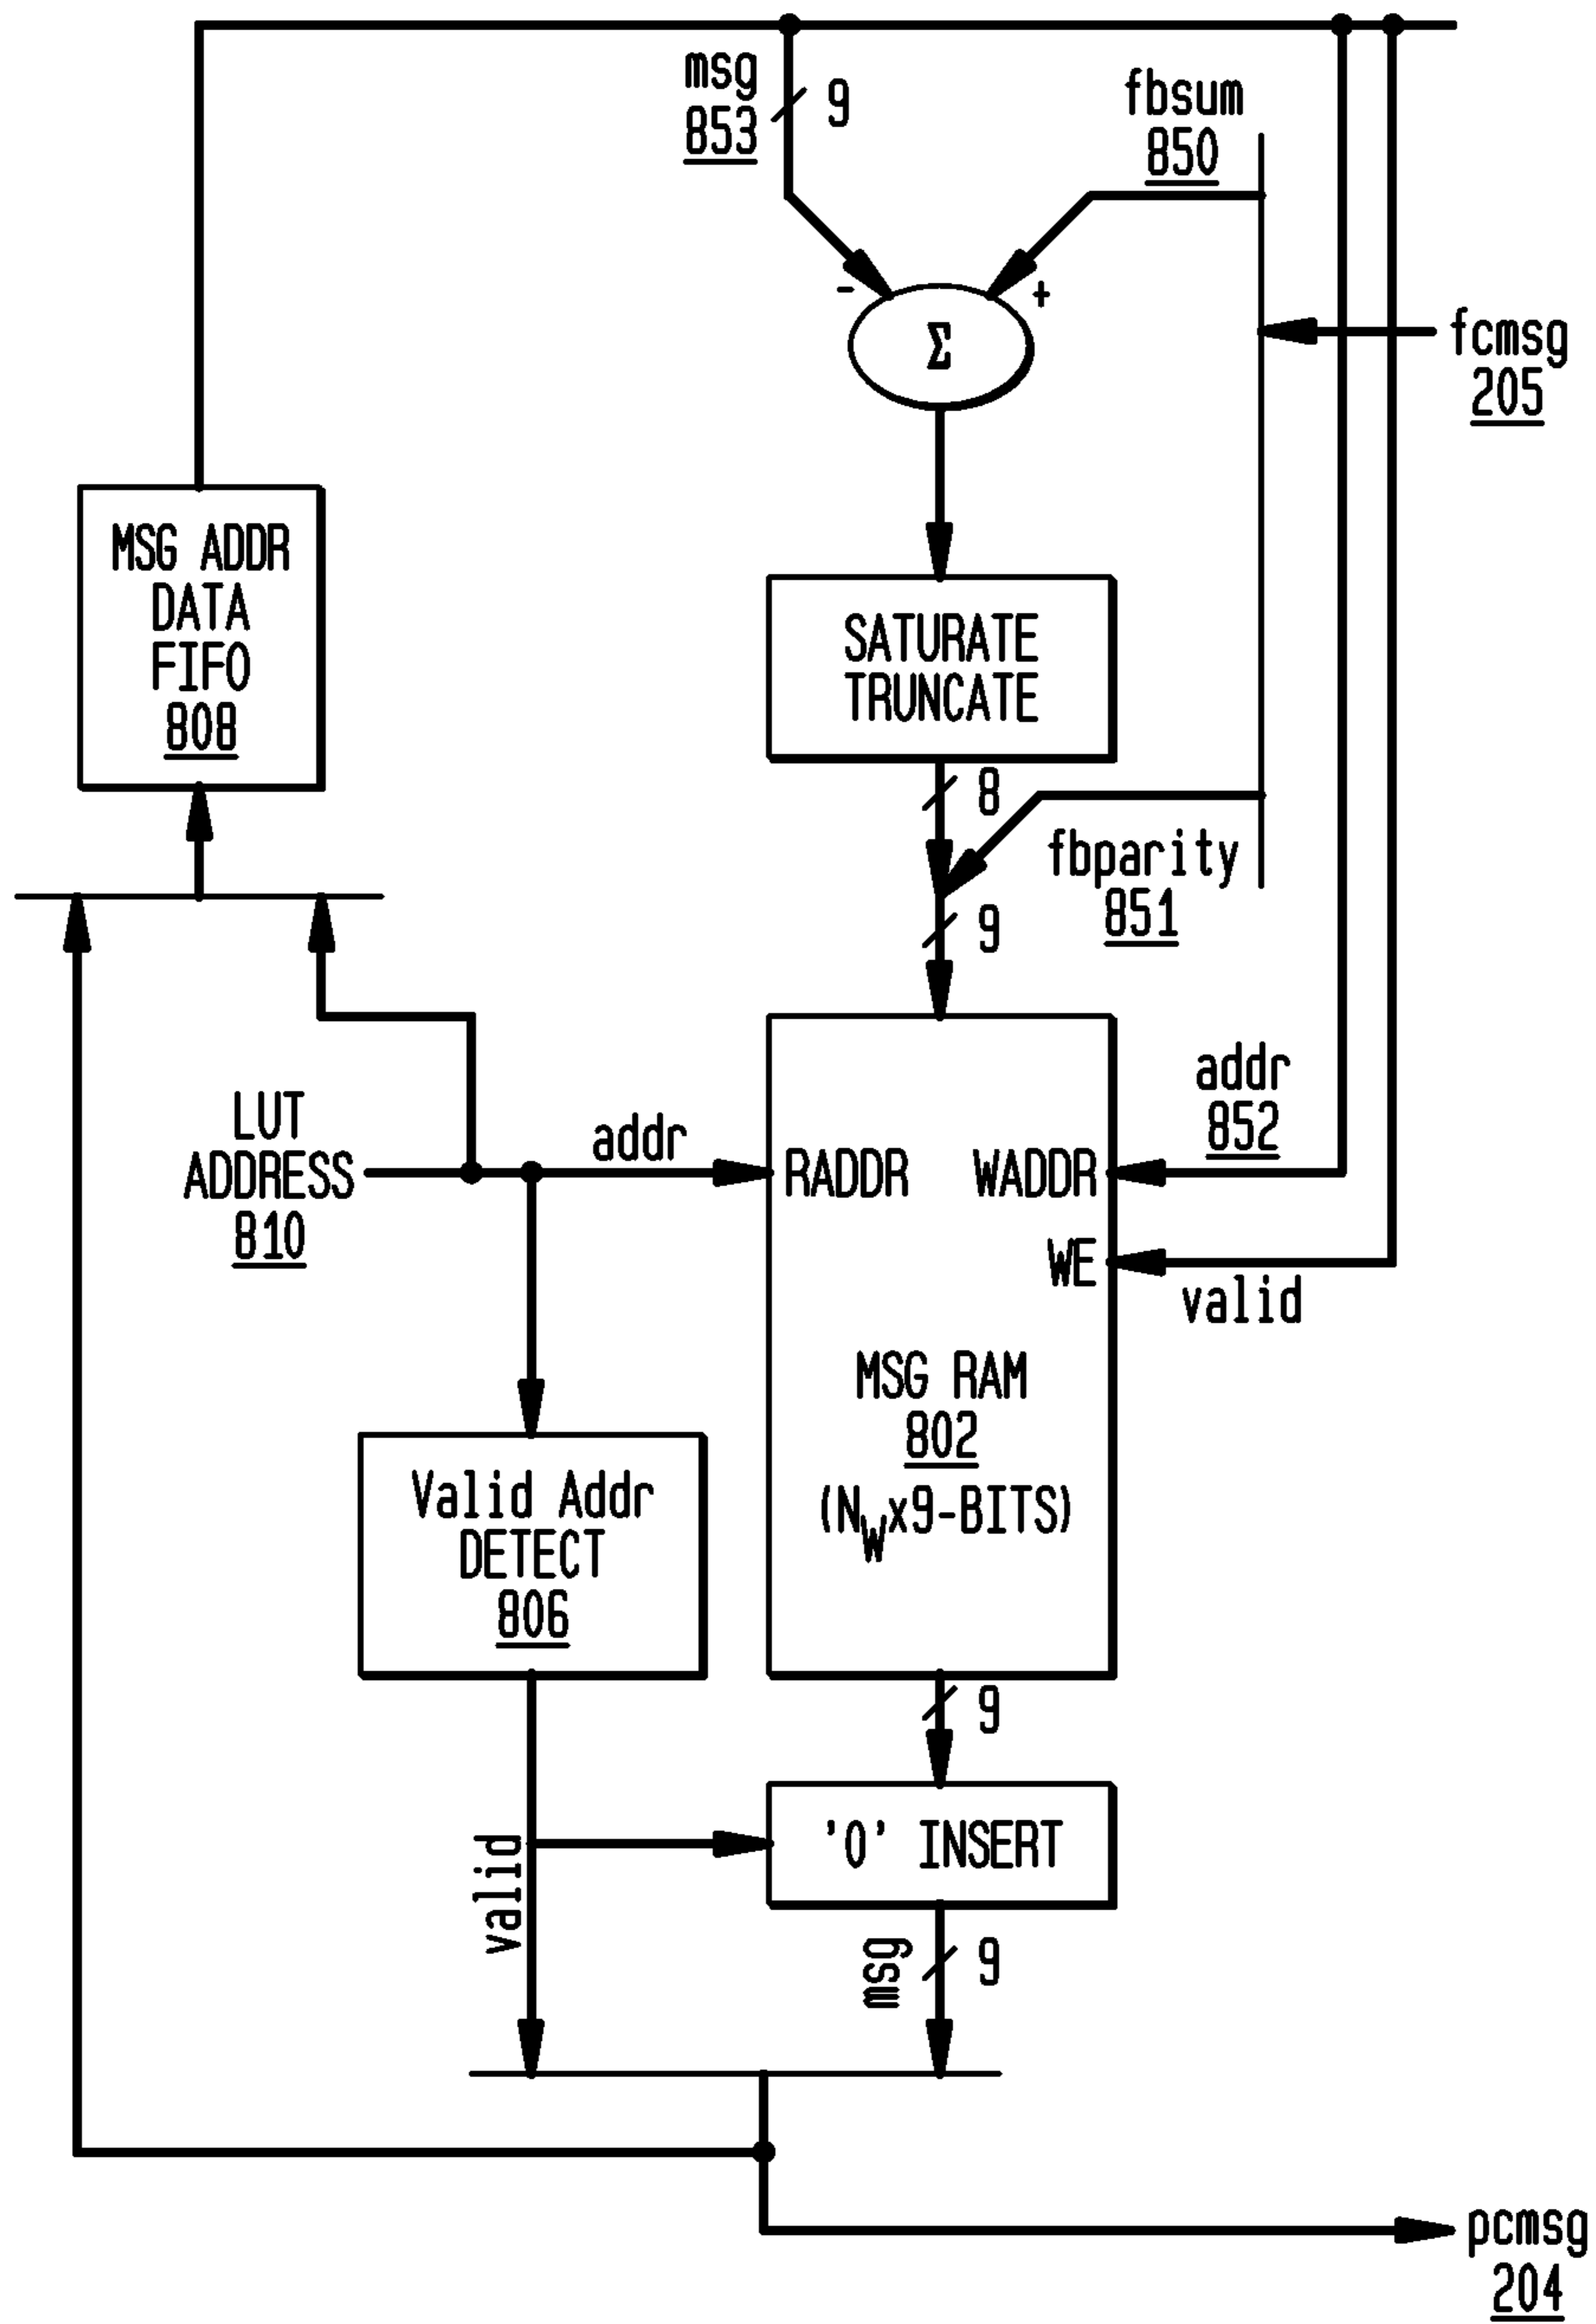 msg
853
9
fbsum
850
-
+
Σ
fcmsg
205
MSG ADDR
DATA
FIFO
808
SATURATE
TRUNCATE
8
fbparity
851
9
LUT
ADDRESS
810
addr
RADDR
WADDR
addr
852
WE
valid
MSG RAM
802
(NWx9-BITS)
Valid Addr
DETECT
806
9
'0' INSERT
valid
msg
9
pcmsg
204